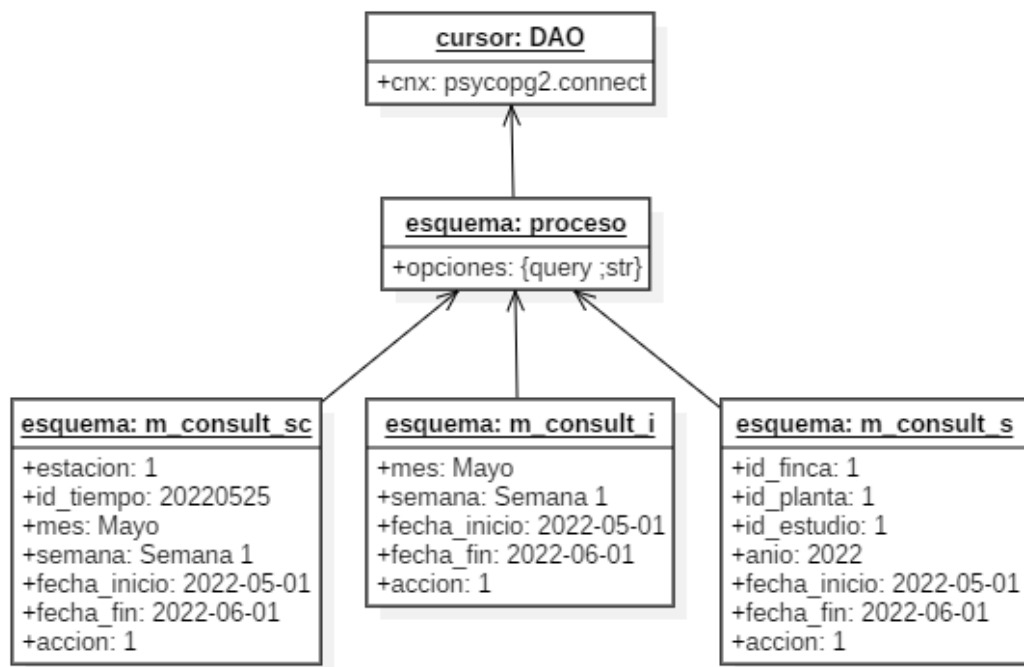 cursor: DAO
+cnx: psycopg2.connect
esquema: proceso
+opciones: {query ;str}
esquema: m_consult_sc
+estacion: 1
+id_tiempo: 20220525
+mes: Mayo
+semana: Semana 1
+fecha_inicio: 2022-05-01
+fecha_fin: 2022-06-01
+accion: 1
esquema: m_consult_i
+mes: Mayo
+semana: Semana 1
+fecha_inicio: 2022-05-01
+fecha_fin: 2022-06-01
+accion: 1
esquema: m_consult_s
+id_finca: 1
+id_planta: 1
+id_estudio: 1
+anio: 2022
+fecha_inicio: 2022-05-01
+fecha_fin: 2022-06-01
+accion: 1